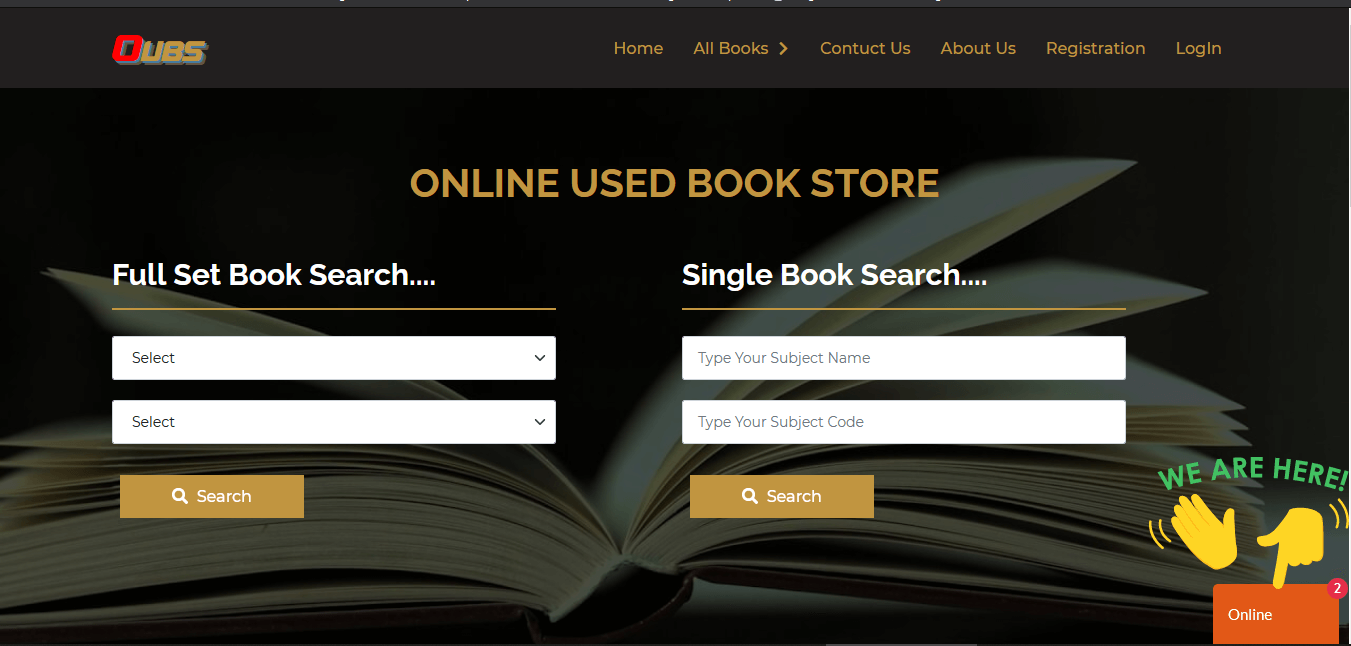 OUBS
Home
All Books
Contuct Us
About Us
Registration
LogIn
ONLINE USED BOOK STORE
Full Set Book Search....
Select
Select
Search
Single Book Search....
Type Your Subject Name
Type Your Subject Code
Search
WE ARE HERE!
2
Online